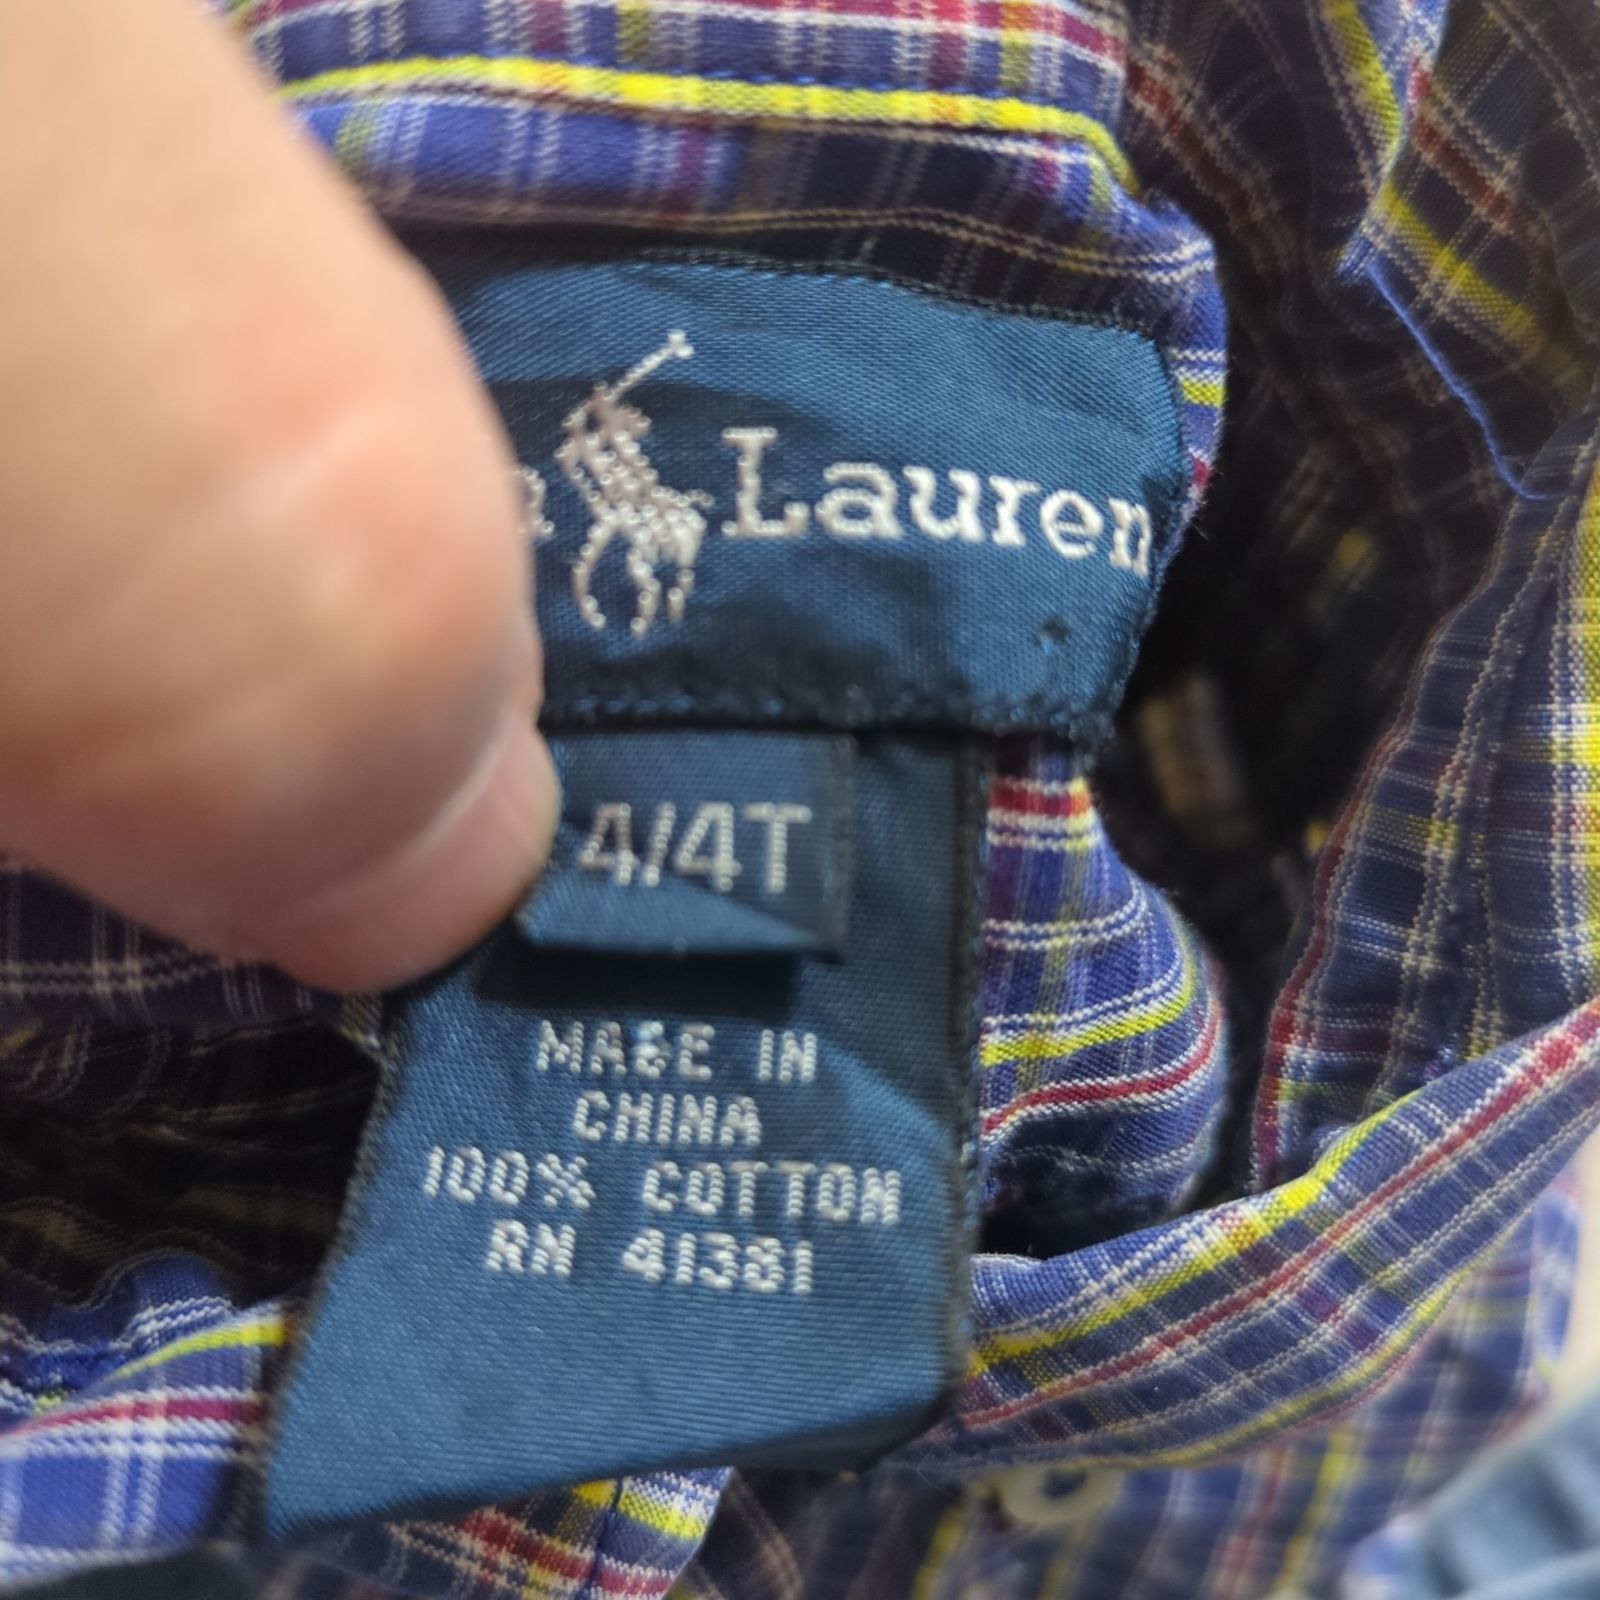 Lauren
4/4T
MADE IN
CHINA
100% COTTON
RN 41381